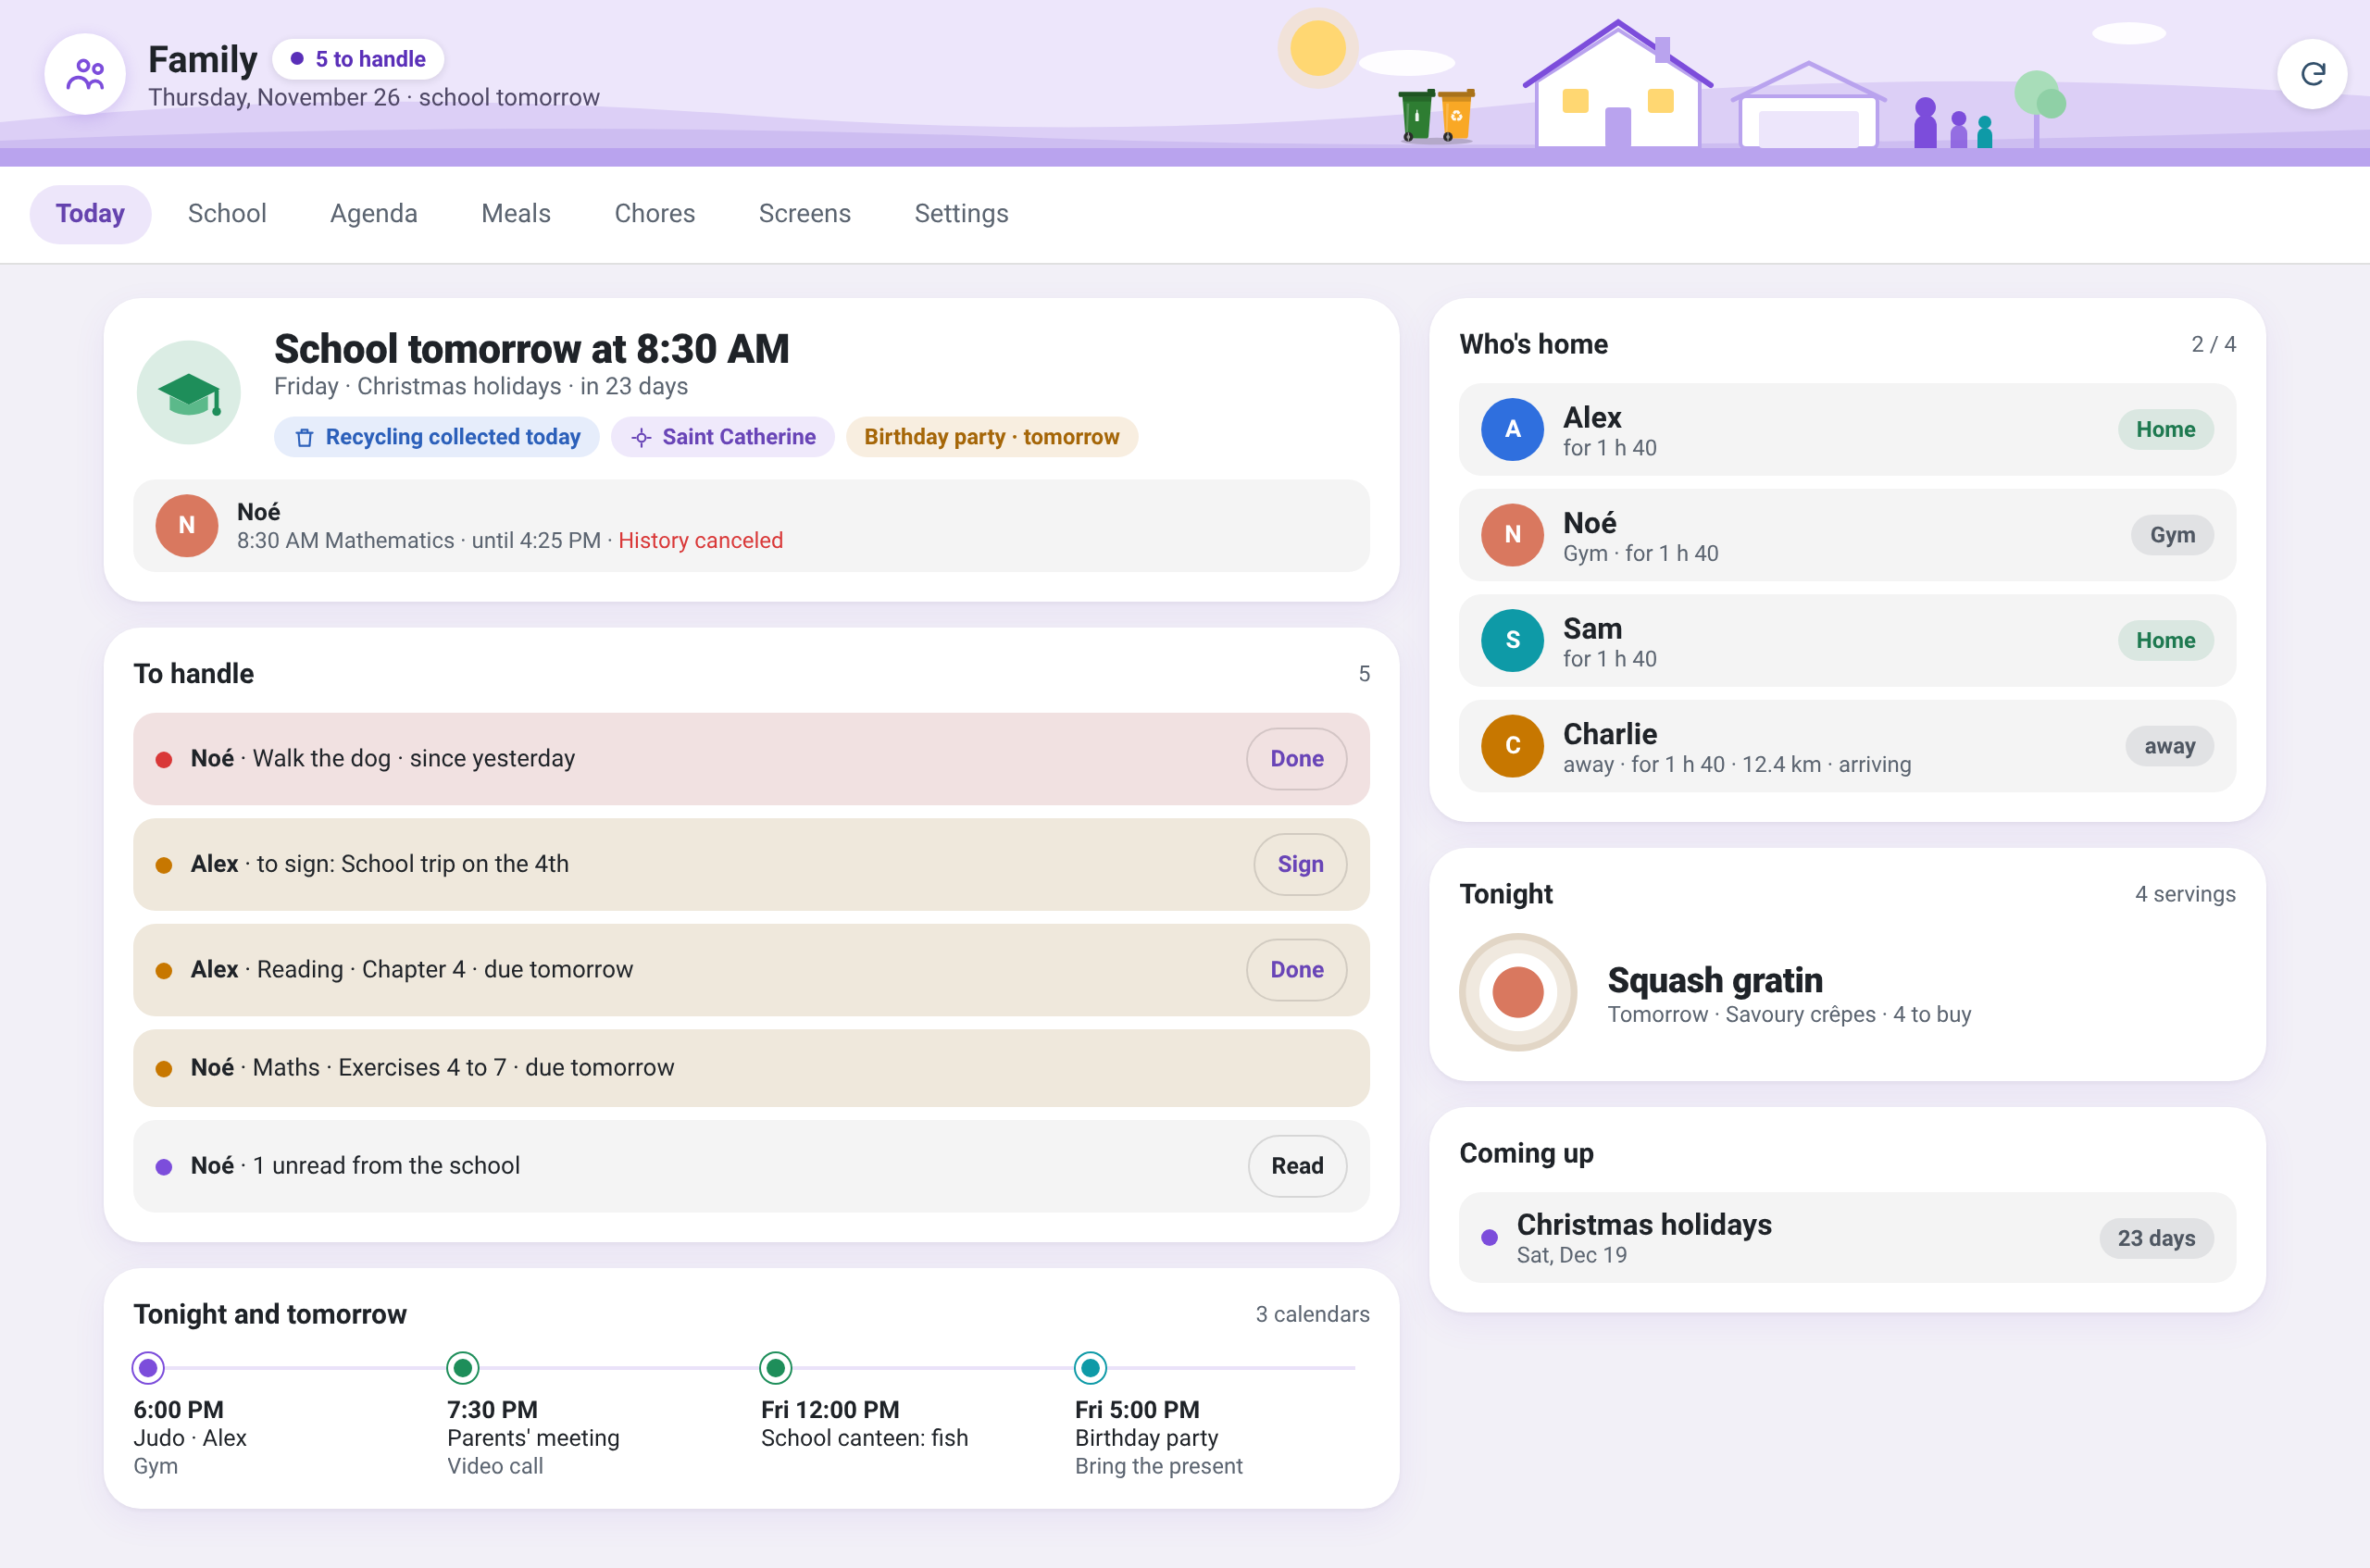 Family
5 to handle
Thursday, November 26 · school tomorrow
Today
School
Agenda
Meals
Chores
Screens
Settings
School tomorrow at 8:30 AM
Friday · Christmas holidays · in 23 days
Recycling collected today
Saint Catherine
Birthday party · tomorrow
N
Noé
8:30 AM Mathematics · until 4:25 PM · History canceled
To handle
5
Noé · Walk the dog · since yesterday
Done
Alex · to sign: School trip on the 4th
Sign
Alex · Reading · Chapter 4 · due tomorrow
Done
Noé · Maths · Exercises 4 to 7 · due tomorrow
Noé · 1 unread from the school
Read
Tonight and tomorrow
3 calendars
6:00 PM
Judo · Alex
Gym
7:30 PM
Parents' meeting
Video call
Fri 12:00 PM
School canteen: fish
Fri 5:00 PM
Birthday party
Bring the present
Who's home
2 / 4
A
Alex
for 1 h 40
Home
N
Noé
Gym · for 1 h 40
Gym
S
Sam
for 1 h 40
Home
C
Charlie
away · for 1 h 40 · 12.4 km · arriving
away
Tonight
4 servings
Squash gratin
Tomorrow · Savoury crêpes · 4 to buy
Coming up
Christmas holidays
Sat, Dec 19
23 days